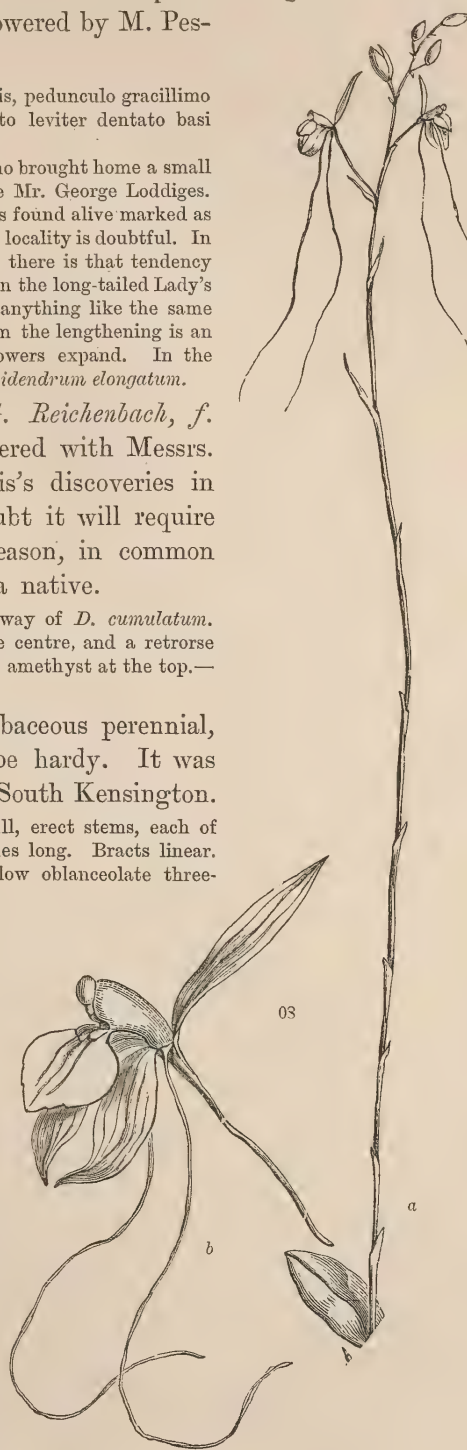 owered by M. Pes-
is, pedunculo gracillimo
to leviter dentato basi
no brought home a small
e Mr. George Loddiges.
s found alive marked as
locality is doubtful. In
there is that tendency
n the long-tailed Lady's
anything like the same
m the lengthening is an
owers expand. In the
idendrum elongatum.
Reichenbach, f.
ered with Messrs.
is's discoveries in
ubt it will require
eason, in common
a native.
way of D. cumulatum.
e centre, and a retrorse
amethyst at the top.—
baceous perennial,
be hardy. It was
South Kensington.
ll, erect stems, each of
es long. Bracts linear.
low oblanceolate three-
03
a
b
b